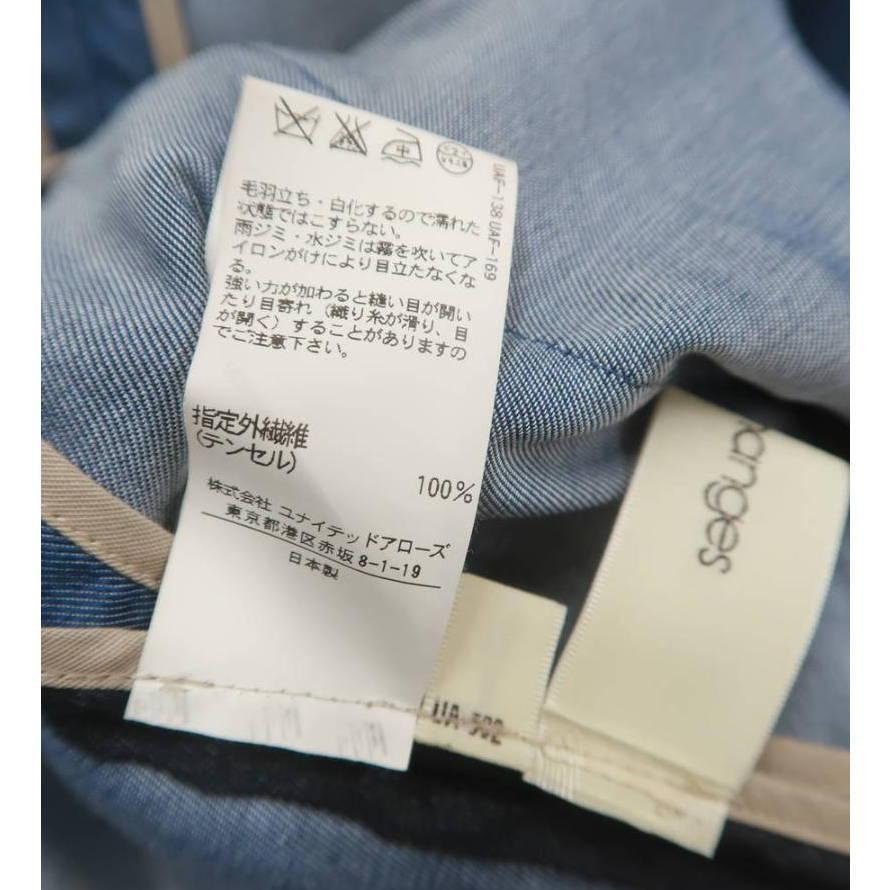 中
UAF-138 UAF-169
毛羽立ち・白化するので濡れた
状態ではこすらない。
雨ジミ・水ジミは霧を吹いてア
イロンがけにより目立たなくな
る。
強い力が加わると縫い目が開い
たり目寄れ（織り糸が滑り、目
が開く）することがありますの
でご注意下さい。
指定外繊維
(テンセル)
100%
株式会社 ユナイテッドアローズ
東京都港区赤坂8-1-19
日本製
anges
UA